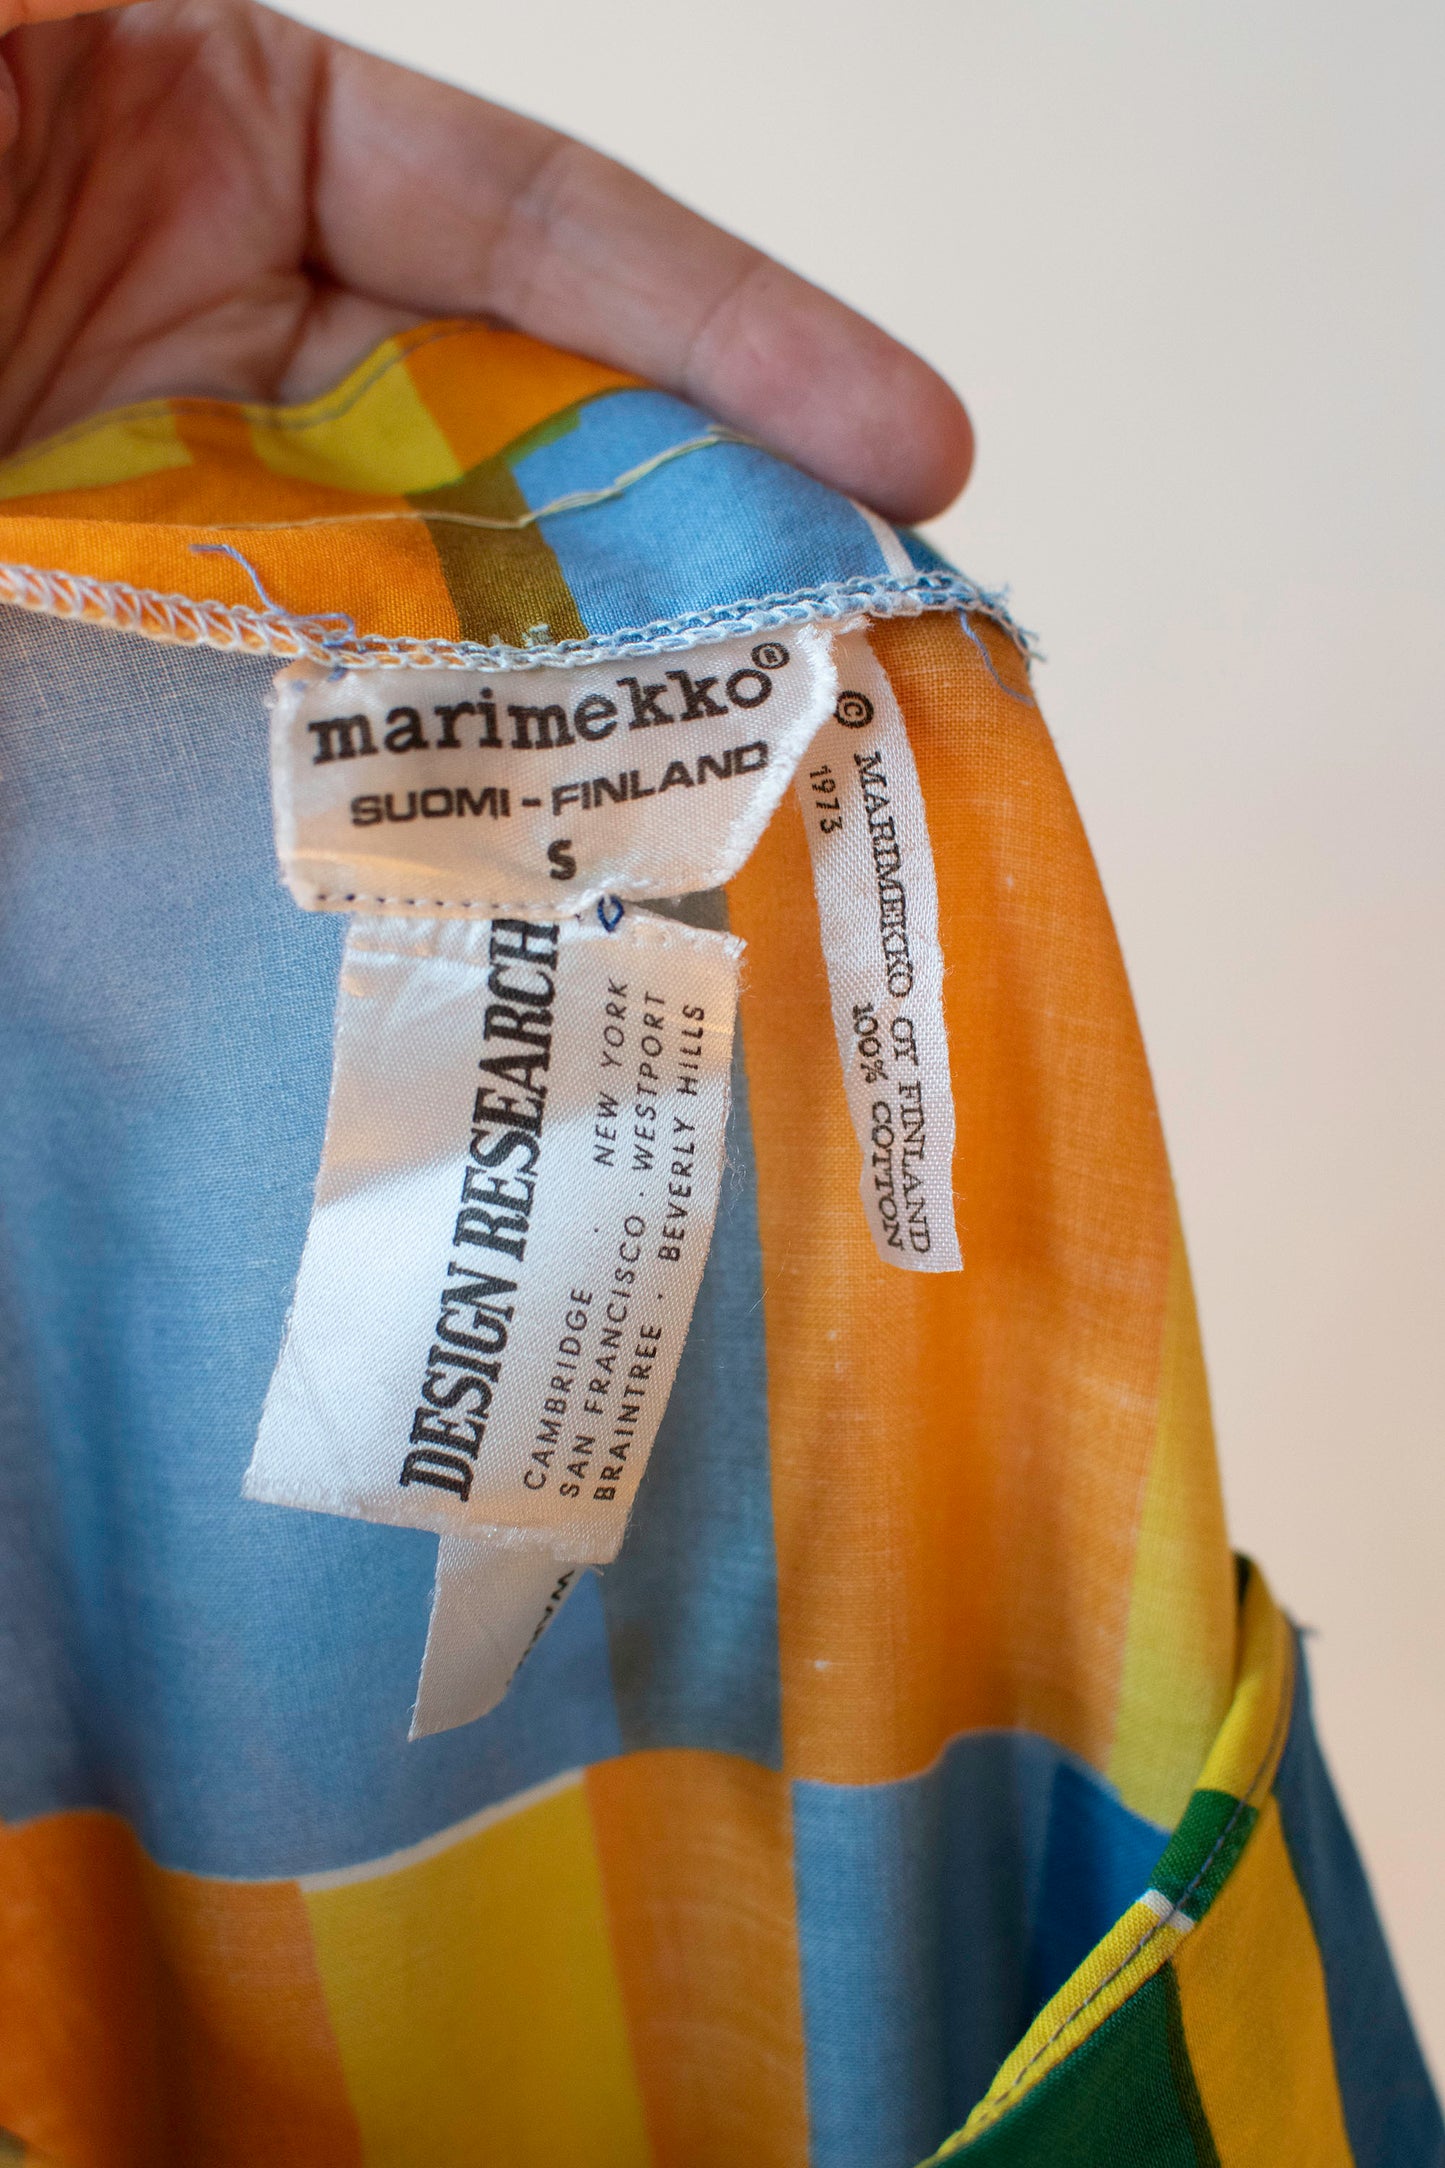 marimekko®
SUOMI - FINLAND
S
DESIGN RESEARCH
CAMBRIDGE · NEW YORK
SAN FRANCISCO · WESTPORT
BRAINTREE · BEVERLY HILLS
© MARIMEKKO OY FINLAND
1973 100% COTTON